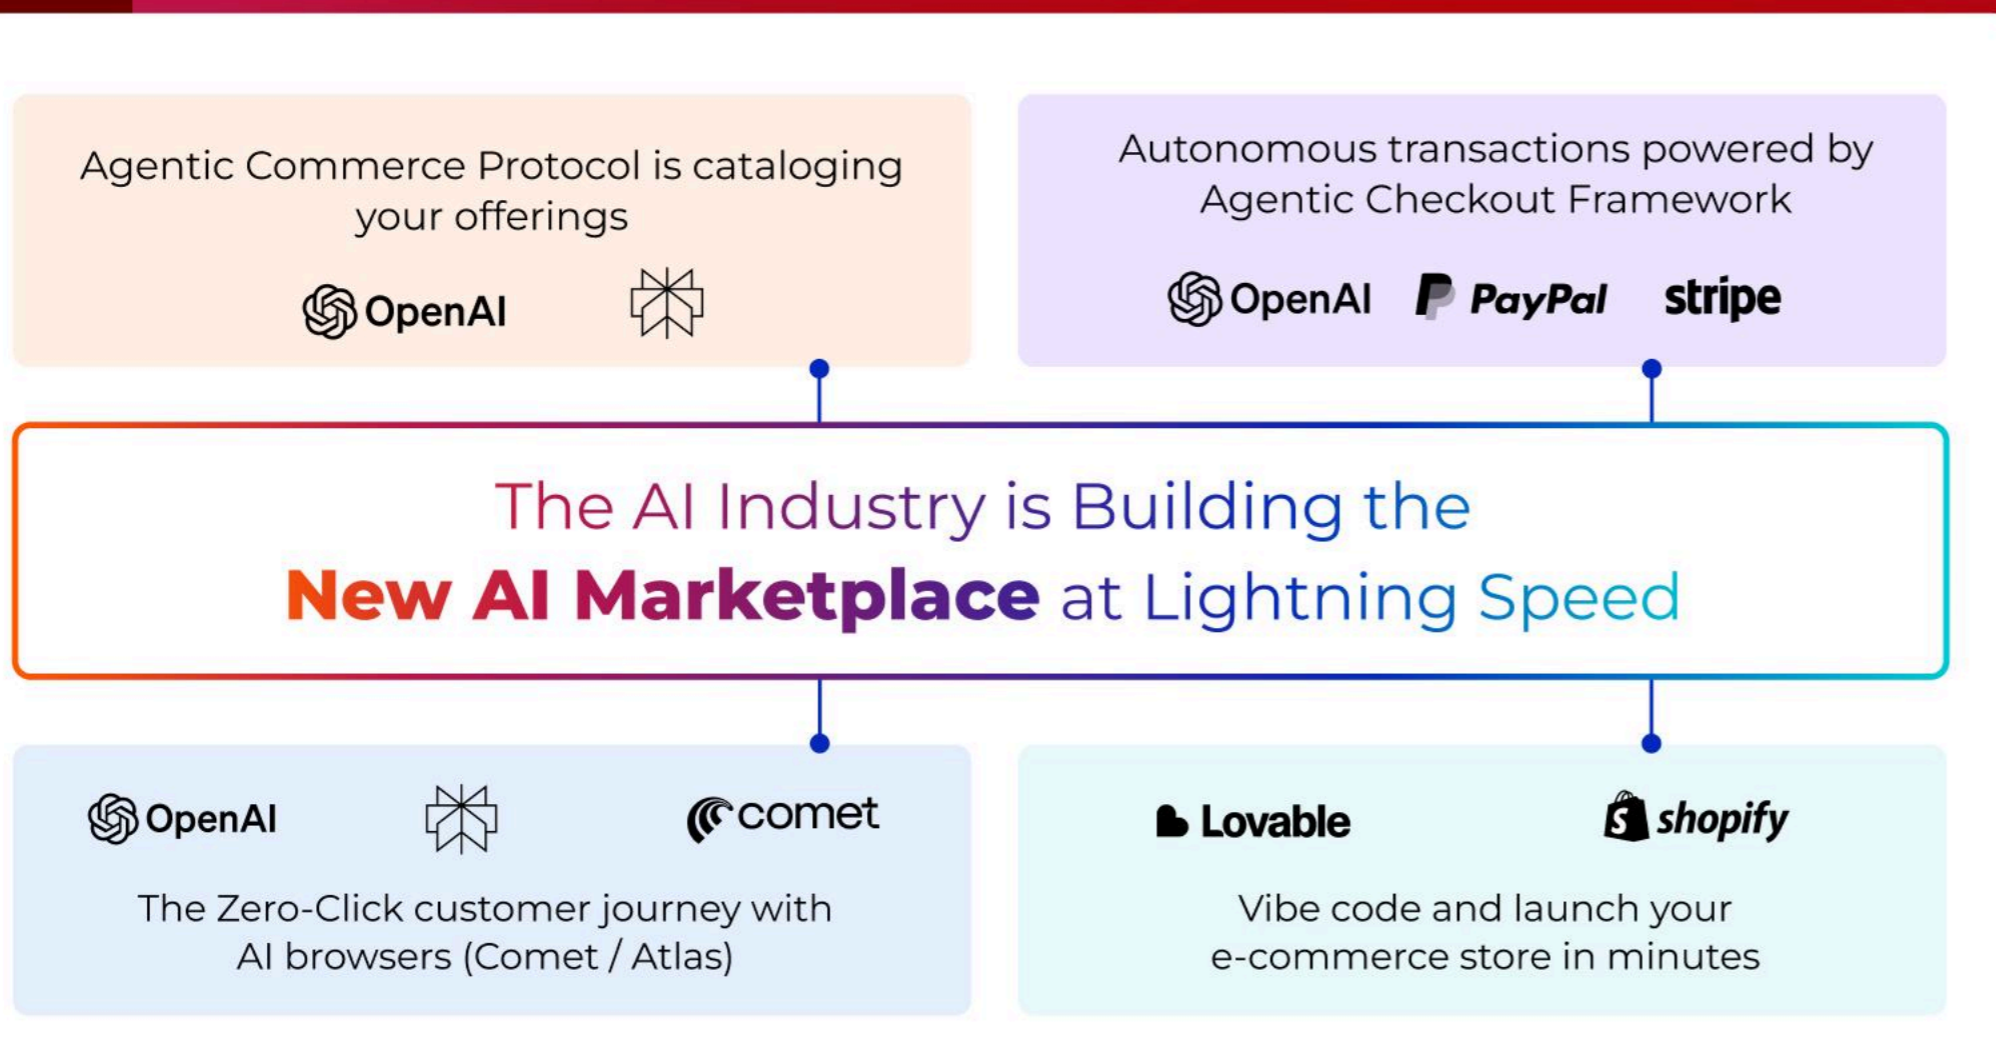 Agentic Commerce Protocol is cataloging
your offerings
OpenAI
Autonomous transactions powered by
Agentic Checkout Framework
OpenAI PayPal stripe
The AI Industry is Building the
New AI Marketplace at Lightning Speed
OpenAI comet
The Zero-Click customer journey with
AI browsers (Comet / Atlas)
Lovable shopify
Vibe code and launch your
e-commerce store in minutes